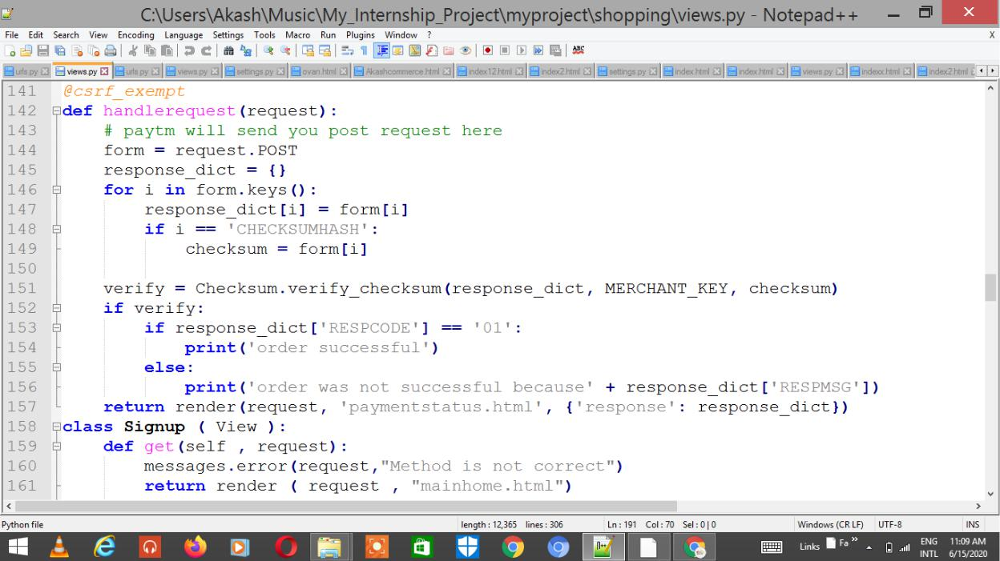 C:\Users\Akash\Music\My_Internship_Project\myproject\shopping\views.py - Notepad++
File Edit Search View Encoding Language Settings Tools Macro Run Plugins Window ? X
urls.py views.py urls.py views.py settings.py ovan.html Akashcommerce.html index12.html index2.html settings.py index.html index.html views.py indexx.html index2.html
141 @csrf_exempt
142 def handlerequest(request):
143 # paytm will send you post request here
144 form = request.POST
145 response_dict = {}
146 for i in form.keys():
147 response_dict[i] = form[i]
148 if i == 'CHECKSUMHASH':
149 checksum = form[i]
150
151 verify = Checksum.verify_checksum(response_dict, MERCHANT_KEY, checksum)
152 if verify:
153 if response_dict['RESPCODE'] == '01':
154 print('order successful')
155 else:
156 print('order was not successful because' + response_dict['RESPMSG'])
157 return render(request, 'paymentstatus.html', {'response': response_dict})
158 class Signup ( View ):
159 def get(self , request):
160 messages.error(request,"Method is not correct")
161 return render ( request , "mainhome.html")
Python file length : 12,365 lines : 306 Ln : 191 Col : 70 Sel : 0 | 0 Windows (CR LF) UTF-8 INS
Links Fa » ENG 11:09 AM
INTL 6/15/2020